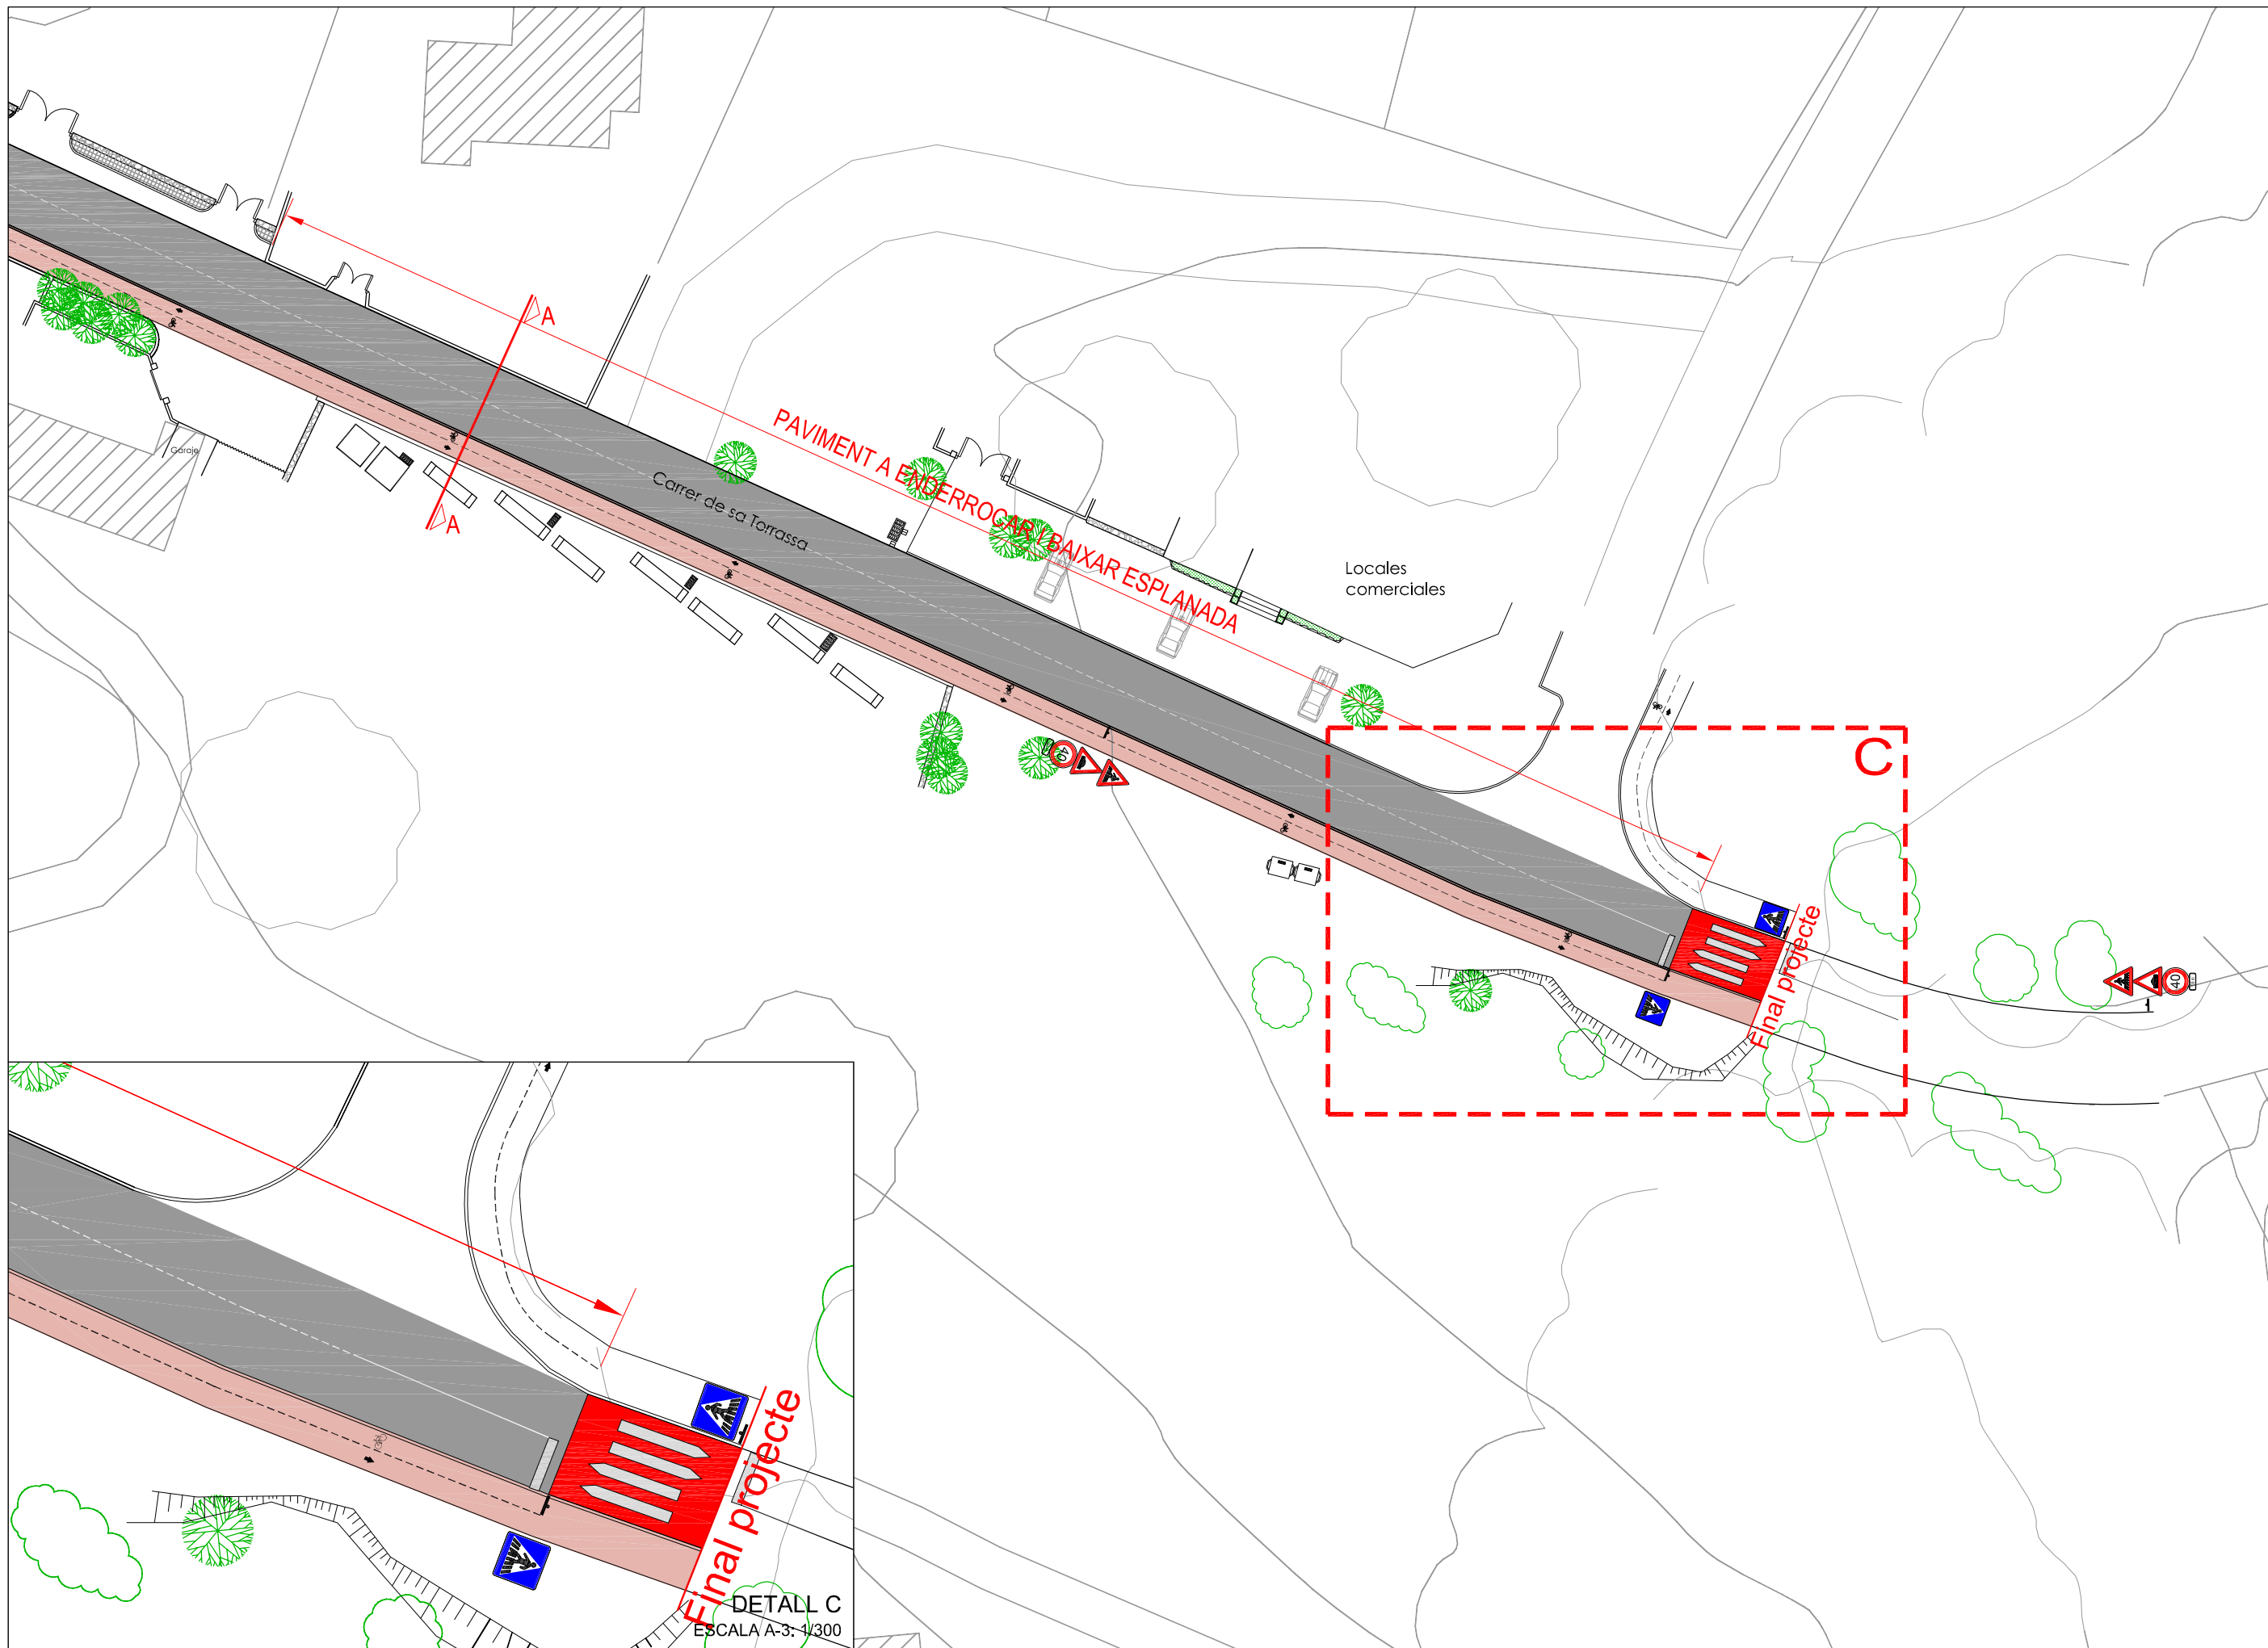 A
A
Garaje
Carrer de sa Torrassa
PAVIMENT A ENDERROCAR I BAIXAR ESPLANADA
Locales
comerciales
C
40
40
Final projecte
Final projecte
DETALL C
ESCALA A-3: 1/300